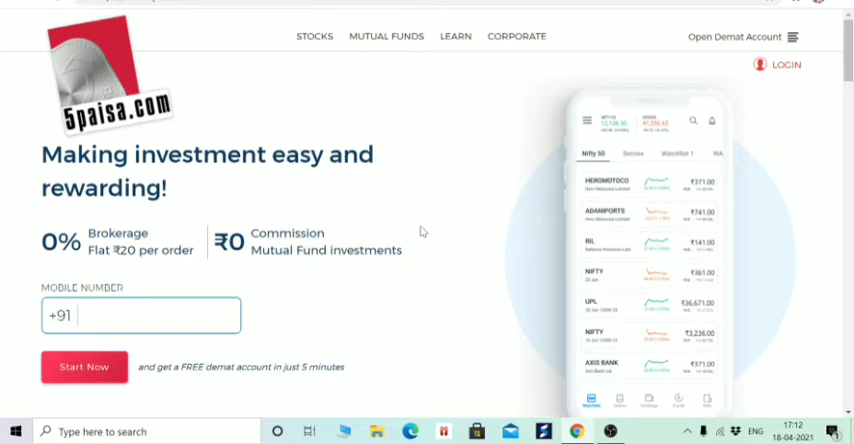 STOCKS MUTUAL FUNDS LEARN CORPORATE Open Demat Account
LOGIN
5paisa.com
Making investment easy and
rewarding!
0% Brokerage
Flat ₹20 per order
₹0 Commission
Mutual Fund investments
MOBILE NUMBER
+91
Start Now and get a FREE demat account in just 5 minutes
Nifty 50 Sensex Watchlist 1 WA
HEROMOTOCO ₹371.00
ADANIPORTS ₹741.00
RIL ₹141.00
NIFTY ₹361.00
UPL ₹36,671.00
NIFTY ₹3,236.00
AXIS BANK ₹371.00
Type here to search
ENG
17:12
18-04-2021